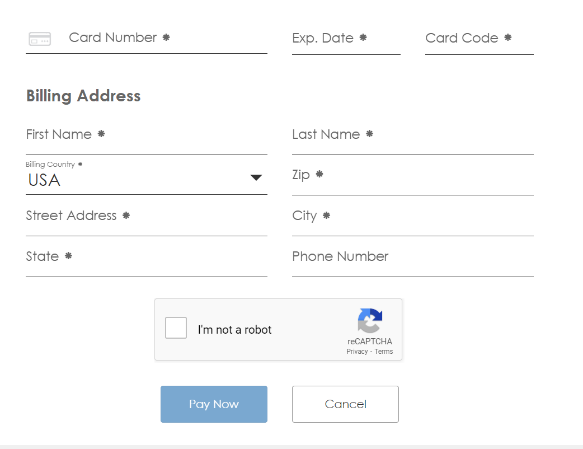 Card Number *
Exp. Date *
Card Code *
Billing Address
First Name *
Last Name *
Billing Country *
USA
Zip *
Street Address *
City *
State *
Phone Number
I'm not a robot
reCAPTCHA
Privacy - Terms
Pay Now
Cancel